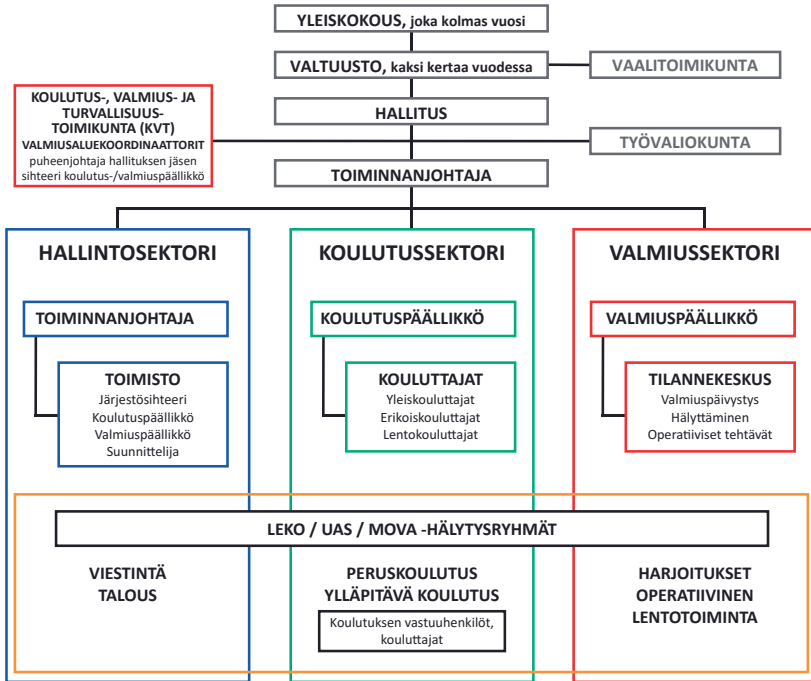 YLEISKOKOUS, joka kolmas vuosi
VALTUUSTO, kaksi kertaa vuodessa
VAALITOIMIKUNTA
KOULUTUS-, VALMIUS- JA
TURVALLISUUS-
TOIMIKUNTA (KVT)
VALMIUSALUEKOORDINAATTORIT
puheenjohtaja hallituksen jäsen
sihteeri koulutus-/valmiuspäällikkö
HALLITUS
TYÖVALIOKUNTA
TOIMINNANJOHTAJA
HALLINTOSEKTORI
TOIMINNANJOHTAJA
TOIMISTO
Järjestösihteeri
Koulutuspäällikkö
Valmiuspäällikkö
Suunnittelija
KOULUTUSSEKTORI
KOULUTUSPÄÄLLIKKÖ
KOULUTTAJAT
Yleiskouluttajat
Erikoiskouluttajat
Lentokouluttajat
VALMIUSSEKTORI
VALMIUSPÄÄLLIKKÖ
TILANNEKESKUS
Valmiuspäivystys
Hälyttäminen
Operatiiviset tehtävät
LEKO / UAS / MOVA -HÄLYTYSRYHMÄT
VIESTINTÄ
TALOUS
PERUSKOULUTUS
YLLÄPITÄVÄ KOULUTUS
Koulutuksen vastuuhenkilöt,
kouluttajat
HARJOITUKSET
OPERATIIVINEN
LENTOTOIMINTA